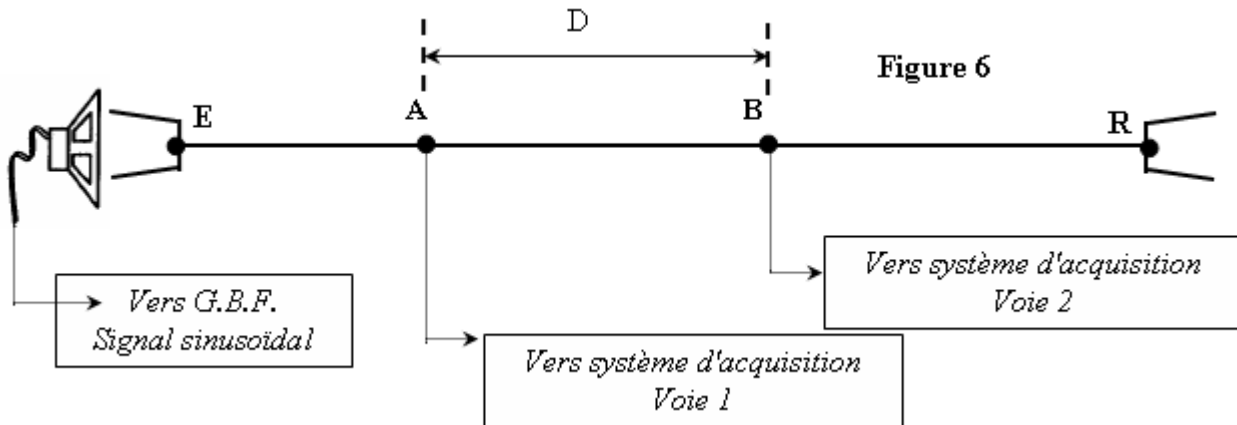 D
Figure 6
E
A
B
R
Vers système d'acquisition
Voie 2
Vers G.B.F.
Signal sinusoïdal
Vers système d'acquisition
Voie 1